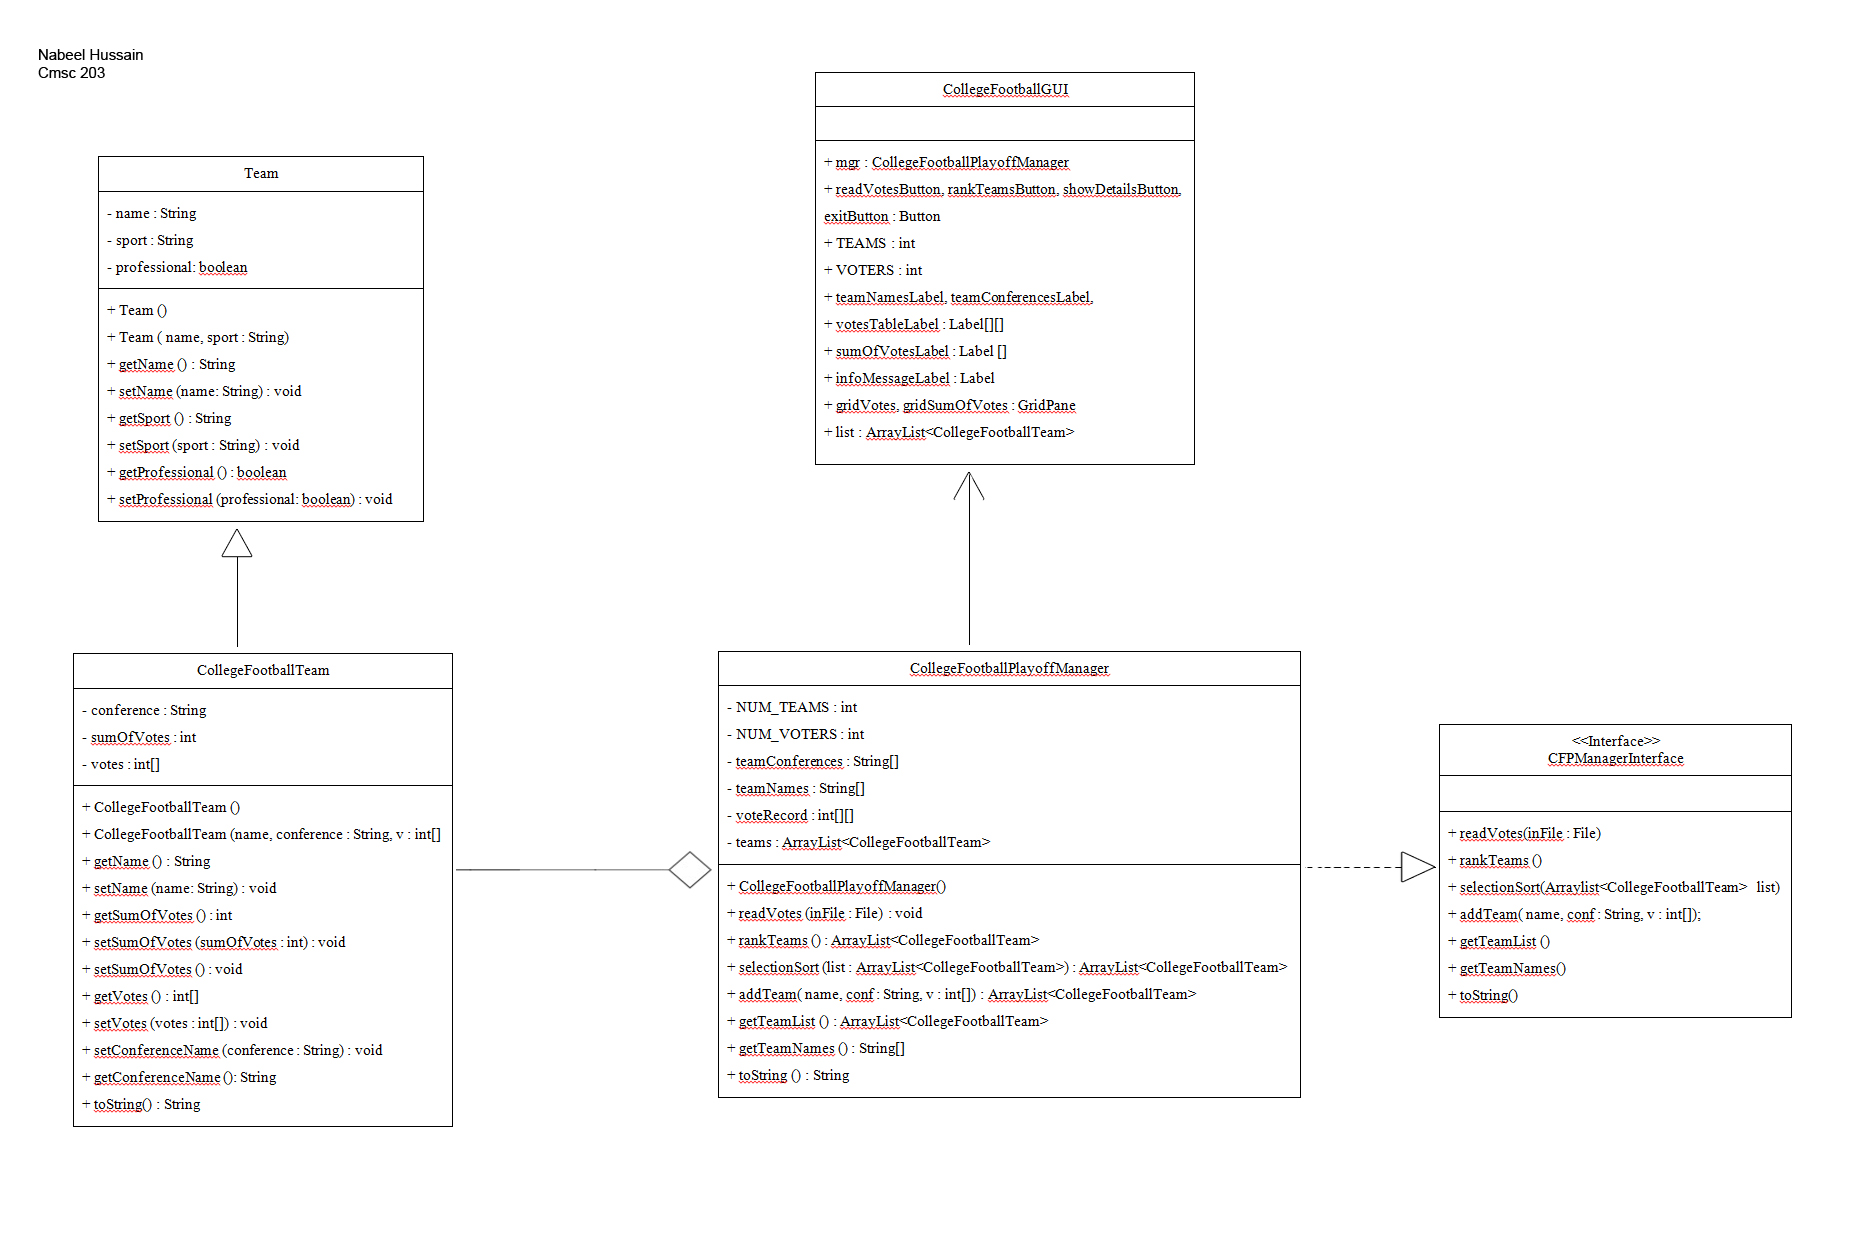 Nabeel Hussain
Cmsc 203
Team
- name : String
- sport : String
- professional: boolean
+ Team ()
+ Team ( name, sport : String)
+ getName () : String
+ setName (name: String) : void
+ getSport () : String
+ setSport (sport : String) : void
+ getProfessional () : boolean
+ setProfessional (professional: boolean) : void
CollegeFootballGUI
+ mgr : CollegeFootballPlayoffManager
+ readVotesButton, rankTeamsButton, showDetailsButton,
exitButton : Button
+ TEAMS : int
+ VOTERS : int
+ teamNamesLabel, teamConferencesLabel,
+ votesTableLabel : Label[][]
+ sumOfVotesLabel : Label []
+ infoMessageLabel : Label
+ gridVotes, gridSumOfVotes : GridPane
+ list : ArrayList<CollegeFootballTeam>
CollegeFootballTeam
- conference : String
- sumOfVotes : int
- votes : int[]
+ CollegeFootballTeam ()
+ CollegeFootballTeam (name, conference : String, v : int[]
+ getName () : String
+ setName (name: String) : void
+ getSumOfVotes () : int
+ setSumOfVotes (sumOfVotes : int) : void
+ setSumOfVotes () : void
+ getVotes () : int[]
+ setVotes (votes : int[]) : void
+ setConferenceName (conference : String) : void
+ getConferenceName (): String
+ toString() : String
CollegeFootballPlayoffManager
- NUM_TEAMS : int
- NUM_VOTERS : int
- teamConferences : String[]
- teamNames : String[]
- voteRecord : int[][]
- teams : ArrayList<CollegeFootballTeam>
+ CollegeFootballPlayoffManager()
+ readVotes (inFile : File) : void
+ rankTeams () : ArrayList<CollegeFootballTeam>
+ selectionSort (list : ArrayList<CollegeFootballTeam>) : ArrayList<CollegeFootballTeam>
+ addTeam( name, conf : String, v : int[]) : ArrayList<CollegeFootballTeam>
+ getTeamList () : ArrayList<CollegeFootballTeam>
+ getTeamNames () : String[]
+ toString () : String
<<Interface>>
CFPManagerInterface
+ readVotes(inFile : File)
+ rankTeams ()
+ selectionSort(Arraylist<CollegeFootballTeam> list)
+ addTeam( name, conf : String, v : int[]);
+ getTeamList ()
+ getTeamNames()
+ toString()